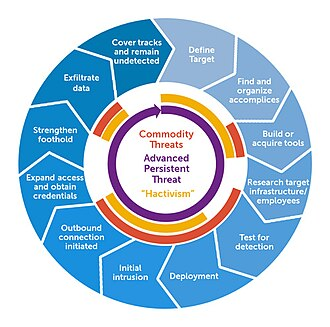 Cover tracks
and remain
undetected
Define
Target
Find and
organize
accomplices
Build or
acquire tools
Research target
infrastructure/
employees
Test for
detection
Deployment
Initial
intrusion
Outbound
connection
initiated
Expand access
and obtain
credentials
Strengthen
foothold
Exfiltrate
data
Commodity
Threats
Advanced
Persistent
Threat
"Hactivism"